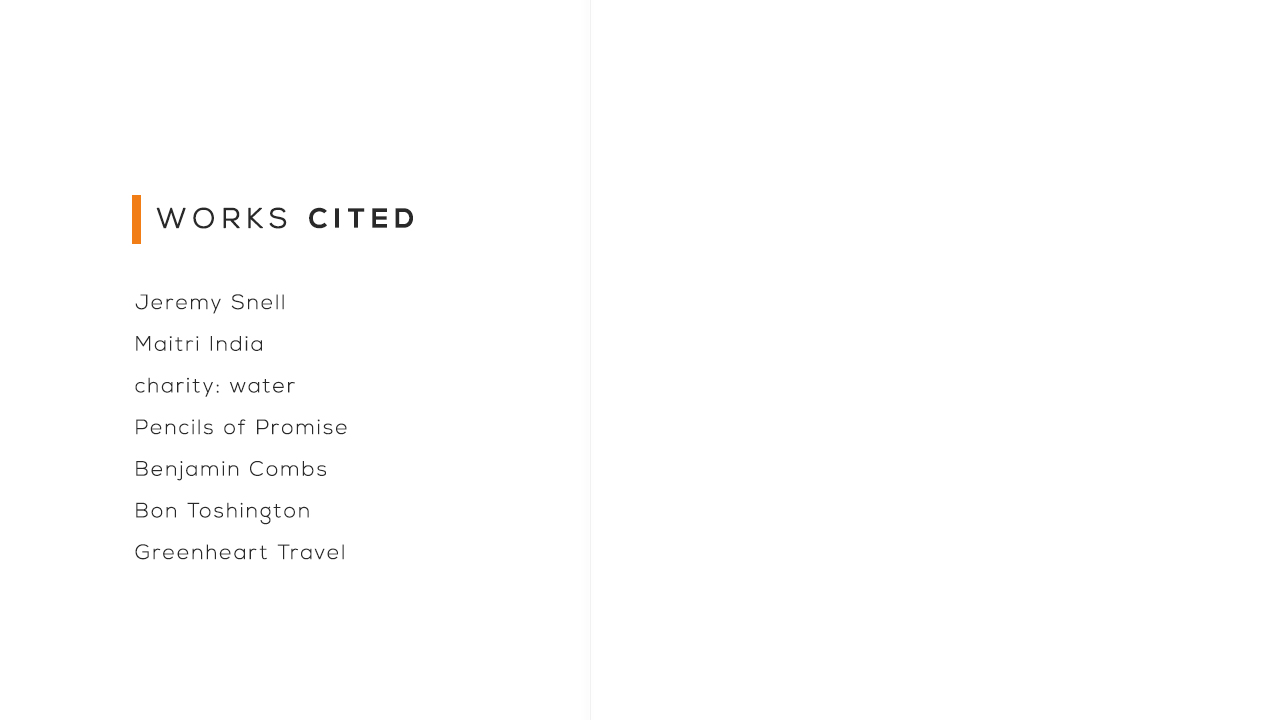 WORKS CITED
Jeremy Snell
Maitri India
charity: water
Pencils of Promise
Benjamin Combs
Bon Toshington
Greenheart Travel